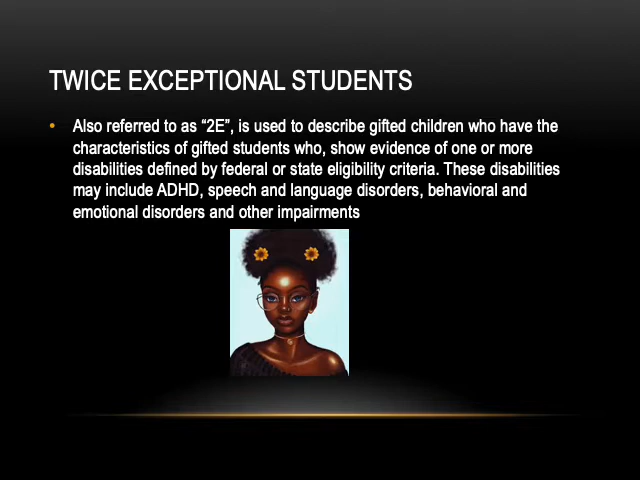 TWICE EXCEPTIONAL STUDENTS
• Also referred to as “2E”, is used to describe gifted children who have the
characteristics of gifted students who, show evidence of one or more
disabilities defined by federal or state eligibility criteria. These disabilities
may include ADHD, speech and language disorders, behavioral and
emotional disorders and other impairments